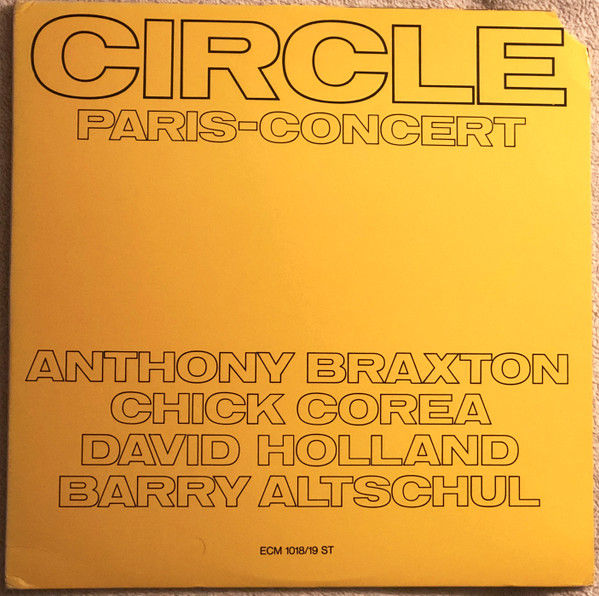 CIRCLE
PARIS-CONCERT
ANTHONY BRAXTON
CHICK COREA
DAVID HOLLAND
BARRY ALTSCHUL
ECM 1018/19 ST